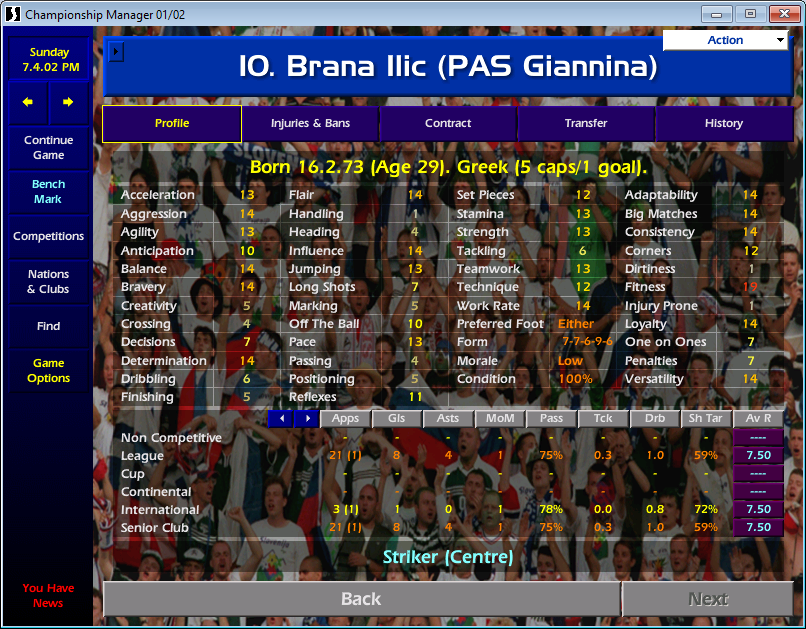 Championship Manager 01/02
Sunday
7.4.02 PM
Continue
Game
Bench
Mark
Competitions
Nations
& Clubs
Find
Game
Options
You Have
News
Action
10. Brana Ilic (PAS Giannina)
Profile Injuries & Bans Contract Transfer History
Born 16.2.73 (Age 29). Greek (5 caps/1 goal).
Acceleration 13 Flair 14 Set Pieces 12 Adaptability 14
Aggression 14 Handling 1 Stamina 13 Big Matches 14
Agility 13 Heading 4 Strength 13 Consistency 14
Anticipation 10 Influence 14 Tackling 6 Corners 12
Balance 14 Jumping 13 Teamwork 13 Dirtiness 1
Bravery 14 Long Shots 7 Technique 12 Fitness 19
Creativity 5 Marking 5 Work Rate 14 Injury Prone 1
Crossing 4 Off The Ball 10 Preferred Foot Either Loyalty 14
Decisions 7 Pace 13 Form 7-7-6-9-6 One on Ones 7
Determination 14 Passing 4 Morale Low Penalties 7
Dribbling 6 Positioning 5 Condition 100% Versatility 14
Finishing 5 Reflexes 11
Apps Gls Asts MoM Pass Tck Drb Sh Tar Av R
Non Competitive - - - - - - - - ----
League 21 (1) 8 4 1 75% 0.3 1.0 59% 7.50
Cup - - - - - - - - ----
Continental - - - - - - - - ----
International 3 (1) 1 0 1 78% 0.0 0.8 72% 7.50
Senior Club 21 (1) 8 4 1 75% 0.3 1.0 59% 7.50
Striker (Centre)
Back Next